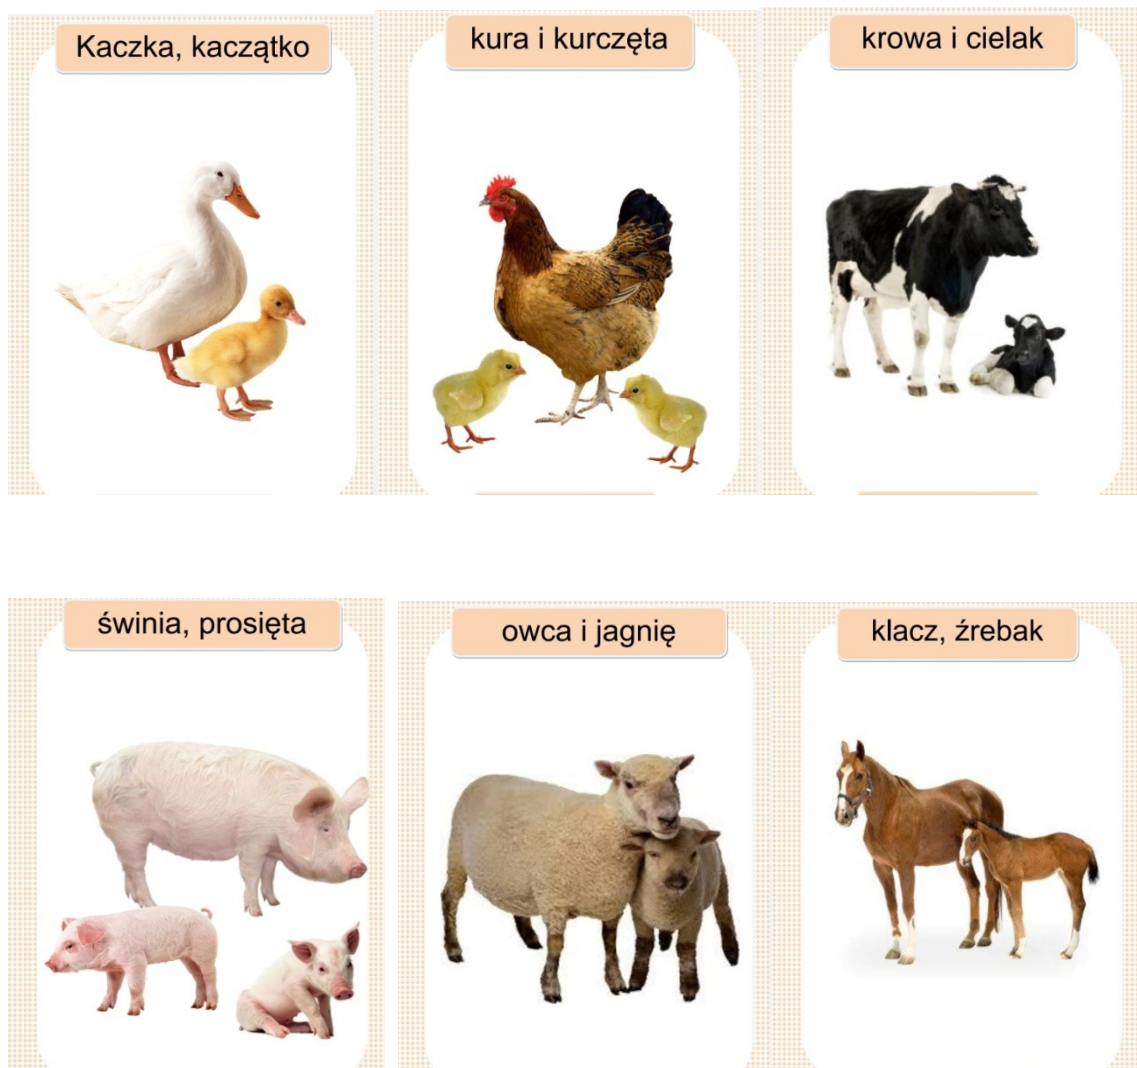 Kaczka, kaczątko
kura i kurczęta
krowa i cielak
świnia, prosięta
owca i jagnię
klacz, źrebak